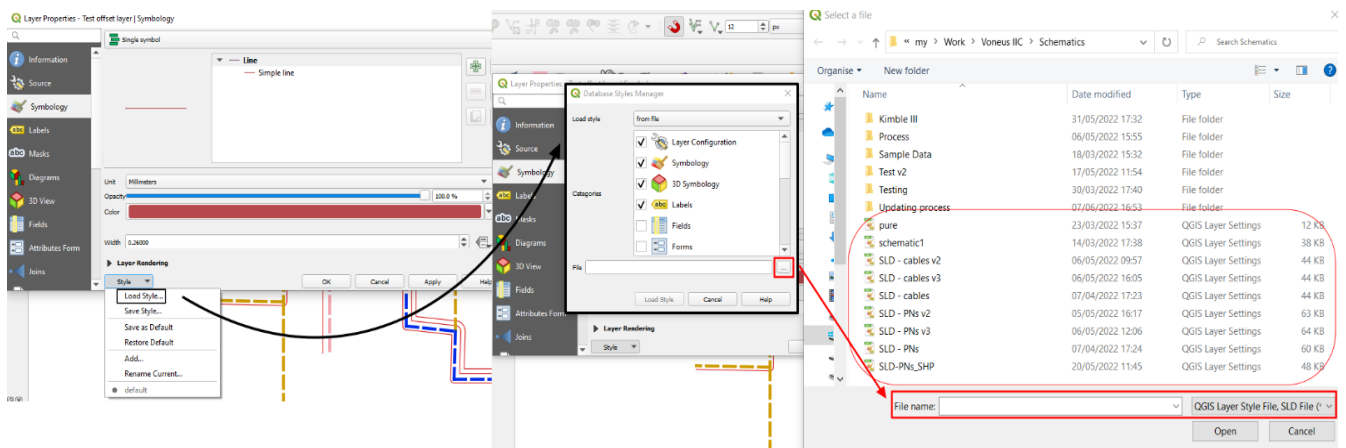 Layer Properties - Test offset layer | Symbology
Information
Source
Symbology
abc Labels
abc Masks
Diagrams
3D View
Fields
Attributes Form
Joins
Single symbol
Line
Simple line
Unit Millimeters
Opacity 100.0 %
Color
Width 0.26000
Layer Rendering
Style OK Cancel Apply Help
Load Style...
Save Style...
Save as Default
Restore Default
Add...
Rename Current...
default
12 px
Layer Properties
Information
Source
Symbology
abc Labels
abc Masks
Diagrams
3D View
Fields
Attributes Form
Joins
Database Styles Manager
Load style from file
Categories
Layer Configuration
Symbology
3D Symbology
abc Labels
Fields
Forms
File ...
Load Style Cancel Help
Layer Rendering
Style
Select a file
« my > Work > Voneus IIC > Schematics
Search Schematics
Organise New folder
Name Date modified Type Size
Kimble III 31/05/2022 17:32 File folder
Process 06/05/2022 15:55 File folder
Sample Data 18/03/2022 15:32 File folder
Test v2 17/05/2022 11:54 File folder
Testing 30/03/2022 17:40 File folder
Updating process 07/06/2022 16:53 File folder
pure 23/03/2022 15:37 QGIS Layer Settings 12 KB
schematic1 14/03/2022 17:38 QGIS Layer Settings 38 KB
SLD - cables v2 06/05/2022 09:57 QGIS Layer Settings 44 KB
SLD - cables v3 06/05/2022 16:05 QGIS Layer Settings 44 KB
SLD - cables 07/04/2022 17:23 QGIS Layer Settings 44 KB
SLD - PNs v2 05/05/2022 16:17 QGIS Layer Settings 63 KB
SLD - PNs v3 06/05/2022 12:06 QGIS Layer Settings 64 KB
SLD - PNs 07/04/2022 17:24 QGIS Layer Settings 60 KB
SLD-PNs_SHP 20/05/2022 11:45 QGIS Layer Settings 48 KB
File name: QGIS Layer Style File, SLD File (*
Open Cancel